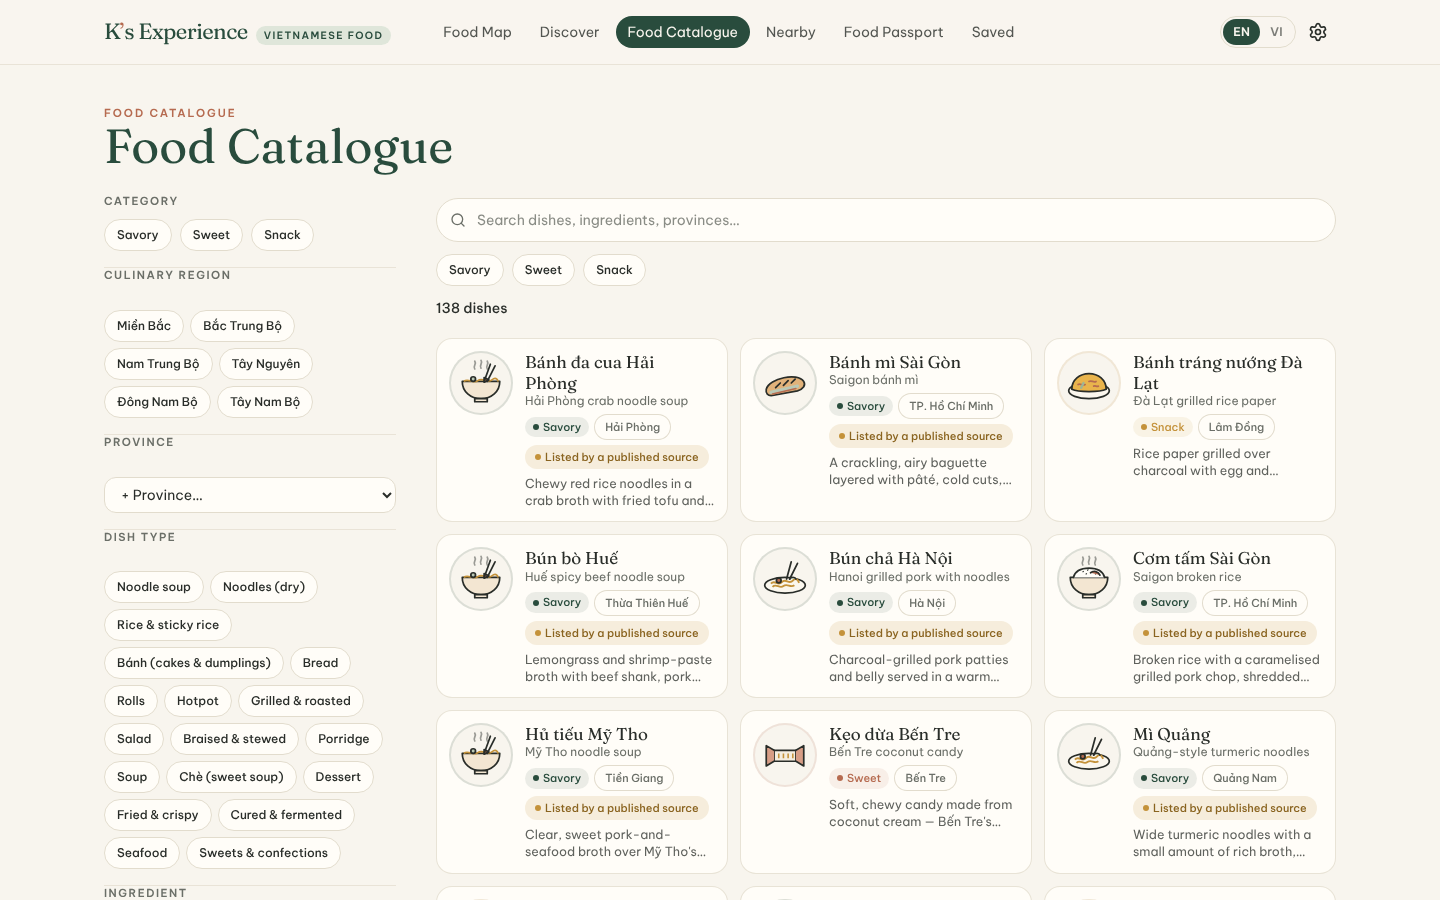 K's Experience VIETNAMESE FOOD Food Map Discover Food Catalogue Nearby Food Passport Saved EN VI
FOOD CATALOGUE
Food Catalogue
CATEGORY
Savory Sweet Snack
CULINARY REGION
Miền Bắc Bắc Trung Bộ
Nam Trung Bộ Tây Nguyên
Đông Nam Bộ Tây Nam Bộ
PROVINCE
+ Province...
DISH TYPE
Noodle soup Noodles (dry)
Rice & sticky rice
Bánh (cakes & dumplings) Bread
Rolls Hotpot Grilled & roasted
Salad Braised & stewed Porridge
Soup Chè (sweet soup) Dessert
Fried & crispy Cured & fermented
Seafood Sweets & confections
INGREDIENT
Search dishes, ingredients, provinces...
Savory Sweet Snack
138 dishes
Bánh đa cua Hải
Phòng
Hải Phòng crab noodle soup
Savory Hải Phòng
Listed by a published source
Chewy red rice noodles in a
crab broth with fried tofu and...
Bánh mì Sài Gòn
Saigon bánh mì
Savory TP. Hồ Chí Minh
Listed by a published source
A crackling, airy baguette
layered with pâté, cold cuts,...
Bánh tráng nướng Đà
Lạt
Đà Lạt grilled rice paper
Snack Lâm Đồng
Rice paper grilled over
charcoal with egg and...
Bún bò Huế
Huế spicy beef noodle soup
Savory Thừa Thiên Huế
Listed by a published source
Lemongrass and shrimp-paste
broth with beef shank, pork...
Bún chả Hà Nội
Hanoi grilled pork with noodles
Savory Hà Nội
Listed by a published source
Charcoal-grilled pork patties
and belly served in a warm...
Cơm tấm Sài Gòn
Saigon broken rice
Savory TP. Hồ Chí Minh
Listed by a published source
Broken rice with a caramelised
grilled pork chop, shredded...
Hủ tiếu Mỹ Tho
Mỹ Tho noodle soup
Savory Tiền Giang
Listed by a published source
Clear, sweet pork-and-
seafood broth over Mỹ Tho's...
Kẹo dừa Bến Tre
Bến Tre coconut candy
Sweet Bến Tre
Soft, chewy candy made from
coconut cream — Bến Tre's...
Mì Quảng
Quảng-style turmeric noodles
Savory Quảng Nam
Listed by a published source
Wide turmeric noodles with a
small amount of rich broth,...